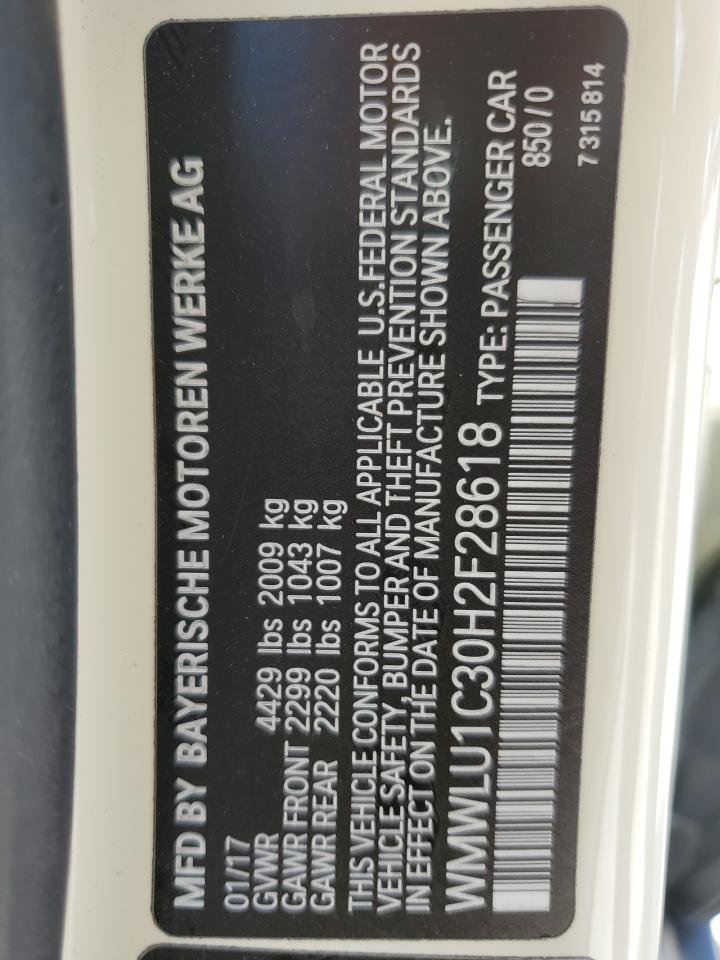 MFD BY BAYERISCHE MOTOREN WERKE AG
01/17
GVWR 4429 lbs 2009 kg
GAWR FRONT 2299 lbs 1043 kg
GAWR REAR 2220 lbs 1007 kg
THIS VEHICLE CONFORMS TO ALL APPLICABLE U.S.FEDERAL MOTOR
VEHICLE SAFETY, BUMPER AND THEFT PREVENTION STANDARDS
IN EFFECT ON THE DATE OF MANUFACTURE SHOWN ABOVE.
WMWLU1C30H2F28618 TYPE: PASSENGER CAR
850/0
7 315 814